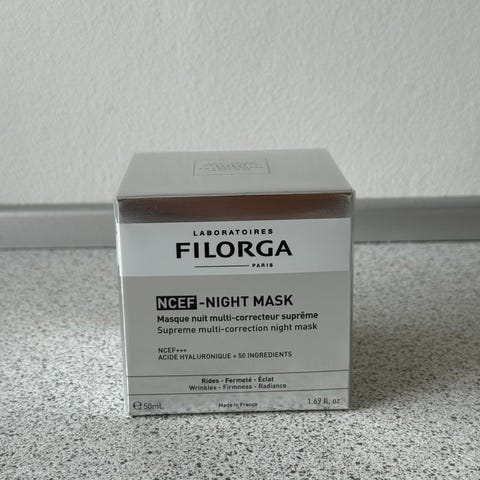 LABORATOIRES
FILORGA
PARIS
NCEF-NIGHT MASK
Masque nuit multi-correcteur suprême
Supreme multi-correction night mask
NCEF+++
ACIDE HYALURONIQUE + 50 INGREDIENTS
Rides - Fermeté - Éclat
Wrinkles - Firmness - Radiance
℮ 50mL Made in France 1.69 fl. oz.